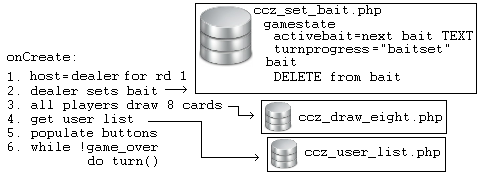 ccz_set_bait.php
gamestate
activebait=next bait TEXT
turnprogress="baitset"
bait
DELETE from bait
onCreate:
1. host=dealer for rd 1
2. dealer sets bait
3. all players draw 8 cards
4. get user list
5. populate buttons
6. while !game_over
do turn()
ccz_draw_eight.php
ccz_user_list.php